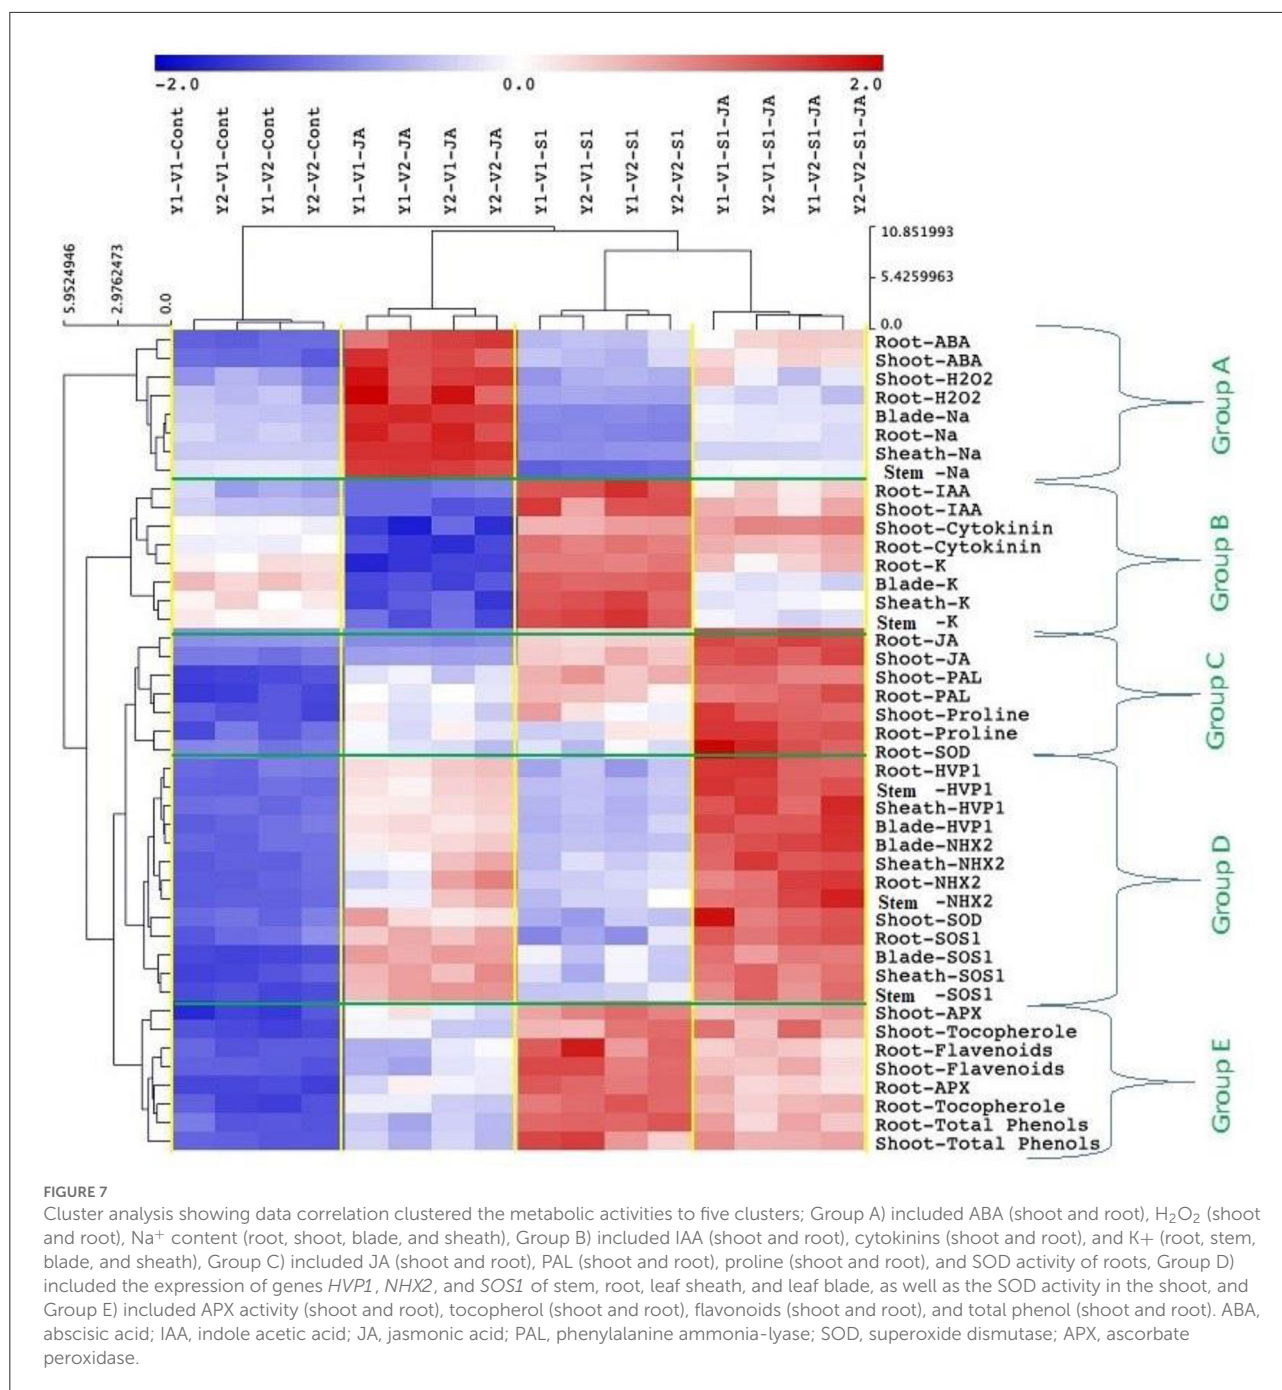 -2.0 0.0 2.0
Y1-V1-Cont
Y2-V1-Cont
Y1-V2-Cont
Y2-V2-Cont
Y1-V1-JA
Y1-V2-JA
Y2-V1-JA
Y2-V2-JA
Y1-V1-S1
Y2-V1-S1
Y1-V2-S1
Y2-V2-S1
Y1-V1-S1-JA
Y2-V1-S1-JA
Y1-V2-S1-JA
Y2-V2-S1-JA
5.9524946
2.9762473
0.0
10.851993
5.4259963
0.0
Root-ABA
Shoot-ABA
Shoot-H2O2
Root-H2O2
Blade-Na
Root-Na
Sheath-Na
Stem -Na
Root-IAA
Shoot-IAA
Shoot-Cytokinin
Root-Cytokinin
Root-K
Blade-K
Sheath-K
Stem -K
Root-JA
Shoot-JA
Shoot-PAL
Root-PAL
Shoot-Proline
Root-Proline
Root-SOD
Root-HVP1
Stem -HVP1
Sheath-HVP1
Blade-HVP1
Blade-NHX2
Sheath-NHX2
Root-NHX2
Stem -NHX2
Shoot-SOD
Root-SOS1
Blade-SOS1
Sheath-SOS1
Stem -SOS1
Shoot-APX
Shoot-Tocopherole
Root-Flavenoids
Shoot-Flavenoids
Root-APX
Root-Tocopherole
Root-Total Phenols
Shoot-Total Phenols
Group A
Group B
Group C
Group D
Group E
FIGURE 7
Cluster analysis showing data correlation clustered the metabolic activities to five clusters; Group A) included ABA (shoot and root), H₂O₂ (shoot
and root), Na⁺ content (root, shoot, blade, and sheath), Group B) included IAA (shoot and root), cytokinins (shoot and root), and K+ (root, stem,
blade, and sheath), Group C) included JA (shoot and root), PAL (shoot and root), proline (shoot and root), and SOD activity of roots, Group D)
included the expression of genes HVP1, NHX2, and SOS1 of stem, root, leaf sheath, and leaf blade, as well as the SOD activity in the shoot, and
Group E) included APX activity (shoot and root), tocopherol (shoot and root), flavonoids (shoot and root), and total phenol (shoot and root). ABA,
abscisic acid; IAA, indole acetic acid; JA, jasmonic acid; PAL, phenylalanine ammonia-lyase; SOD, superoxide dismutase; APX, ascorbate
peroxidase.